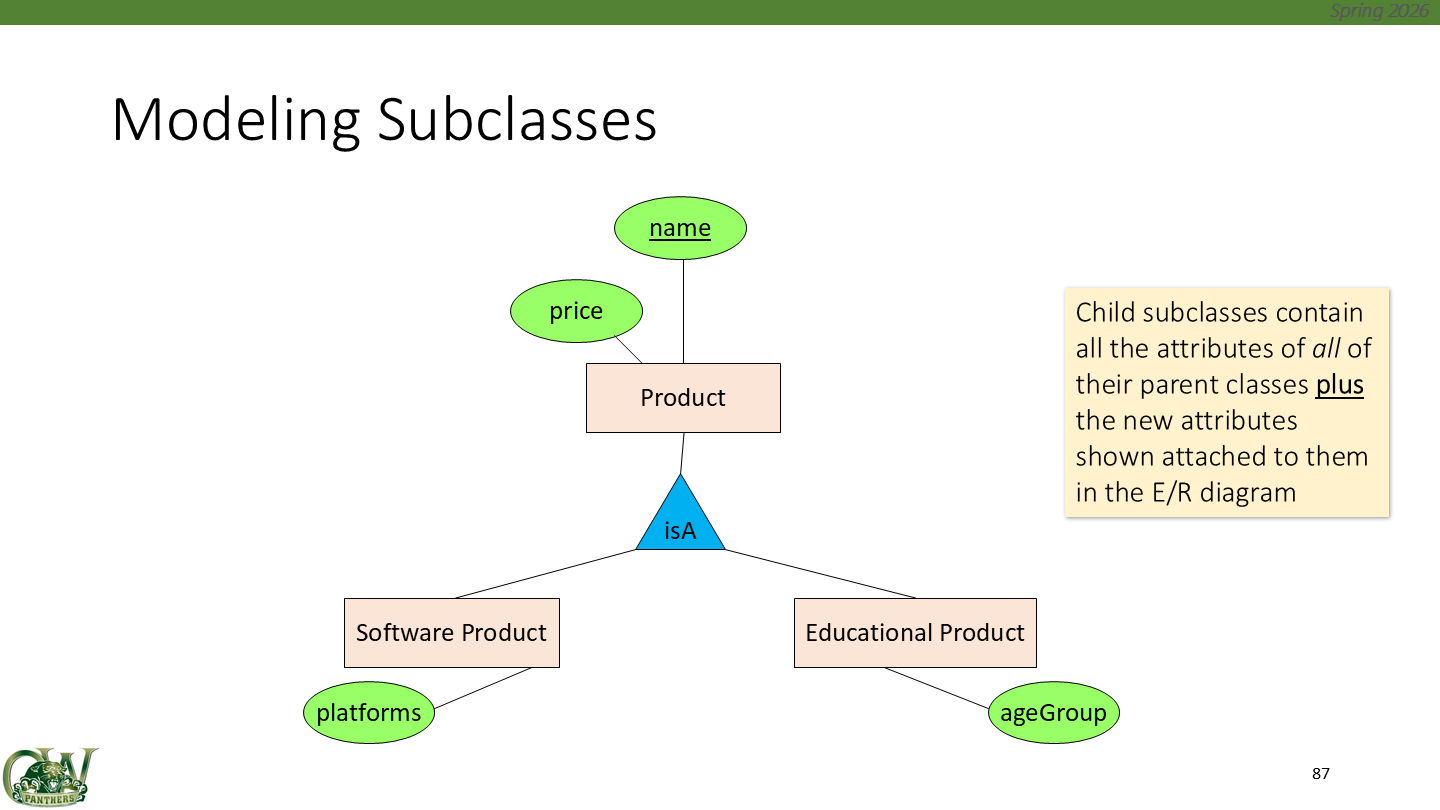 Spring 2026
Modeling Subclasses
name
price
Product
isA
Software Product
Educational Product
platforms
ageGroup
Child subclasses contain
all the attributes of all of
their parent classes plus
the new attributes
shown attached to them
in the E/R diagram
OW
PANTHERS
87